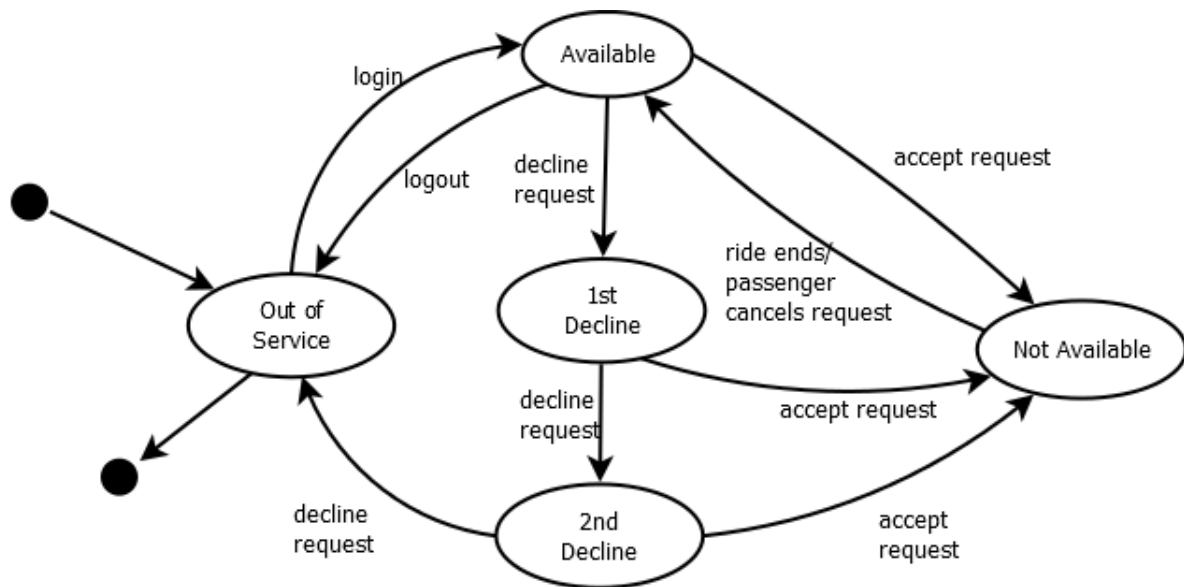 Available
login
accept request
decline
request
logout
ride ends/
passenger
cancels request
Out of
Service
1st
Decline
Not Available
decline
request
accept request
decline
request
2nd
Decline
accept
request